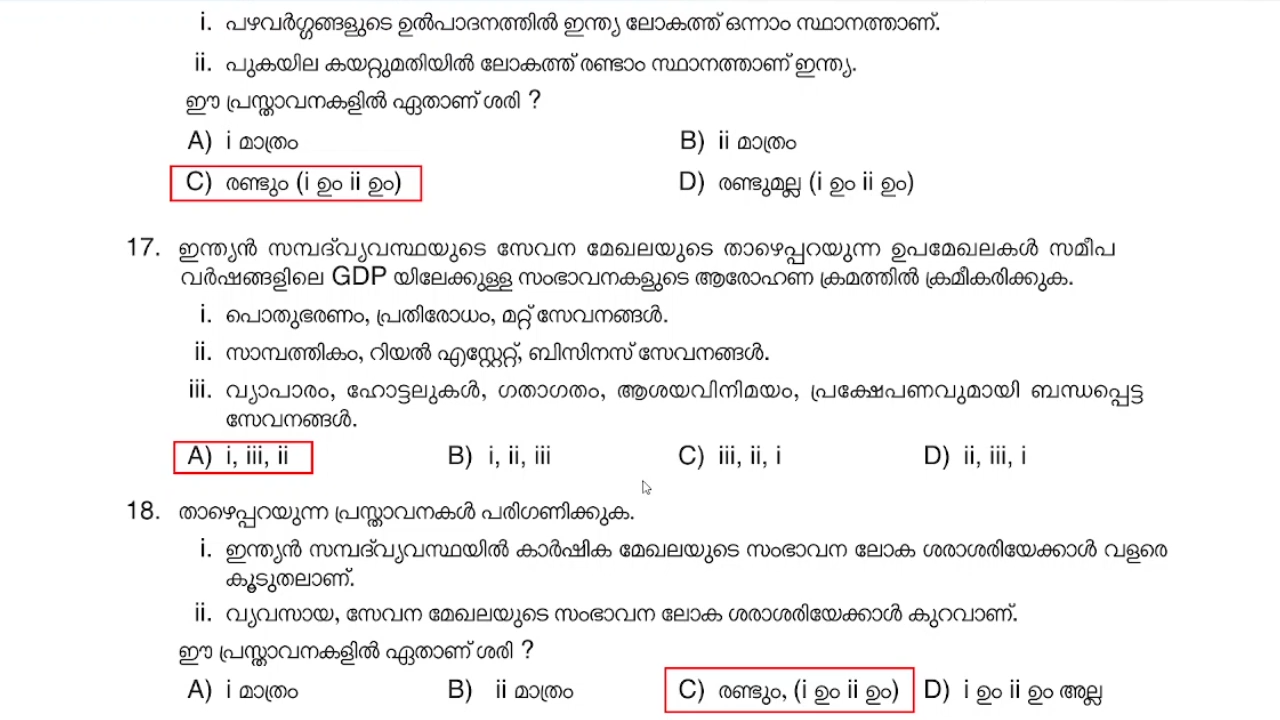 i. പഴവർഗ്ഗങ്ങളുടെ ഉൽപാദനത്തിൽ ഇന്ത്യ ലോകത്ത് ഒന്നാം സ്ഥാനത്താണ്.
ii. പുകയില കയറ്റുമതിയിൽ ലോകത്ത് രണ്ടാം സ്ഥാനത്താണ് ഇന്ത്യ.
ഈ പ്രസ്താവനകളിൽ ഏതാണ് ശരി ?
A) i മാത്രം B) ii മാത്രം
C) രണ്ടും (i ഉം ii ഉം) D) രണ്ടുമല്ല (i ഉം ii ഉം)
17. ഇന്ത്യൻ സമ്പദ്‌വ്യവസ്ഥയുടെ സേവന മേഖലയുടെ താഴെപ്പറയുന്ന ഉപമേഖലകൾ സമീപ
വർഷങ്ങളിലെ GDP യിലേക്കുള്ള സംഭാവനകളുടെ ആരോഹണ ക്രമത്തിൽ ക്രമീകരിക്കുക.
i. പൊതുഭരണം, പ്രതിരോധം, മറ്റ് സേവനങ്ങൾ.
ii. സാമ്പത്തികം, റിയൽ എസ്റ്റേറ്റ്, ബിസിനസ് സേവനങ്ങൾ.
iii. വ്യാപാരം, ഹോട്ടലുകൾ, ഗതാഗതം, ആശയവിനിമയം, പ്രക്ഷേപണവുമായി ബന്ധപ്പെട്ട
സേവനങ്ങൾ.
A) i, iii, ii B) i, ii, iii C) iii, ii, i D) ii, iii, i
18. താഴെപ്പറയുന്ന പ്രസ്താവനകൾ പരിഗണിക്കുക.
i. ഇന്ത്യൻ സമ്പദ്‌വ്യവസ്ഥയിൽ കാർഷിക മേഖലയുടെ സംഭാവന ലോക ശരാശരിയേക്കാൾ വളരെ
കൂടുതലാണ്.
ii. വ്യവസായ, സേവന മേഖലയുടെ സംഭാവന ലോക ശരാശരിയേക്കാൾ കുറവാണ്.
ഈ പ്രസ്താവനകളിൽ ഏതാണ് ശരി ?
A) i മാത്രം B) ii മാത്രം C) രണ്ടും, (i ഉം ii ഉം) D) i ഉം ii ഉം അല്ല